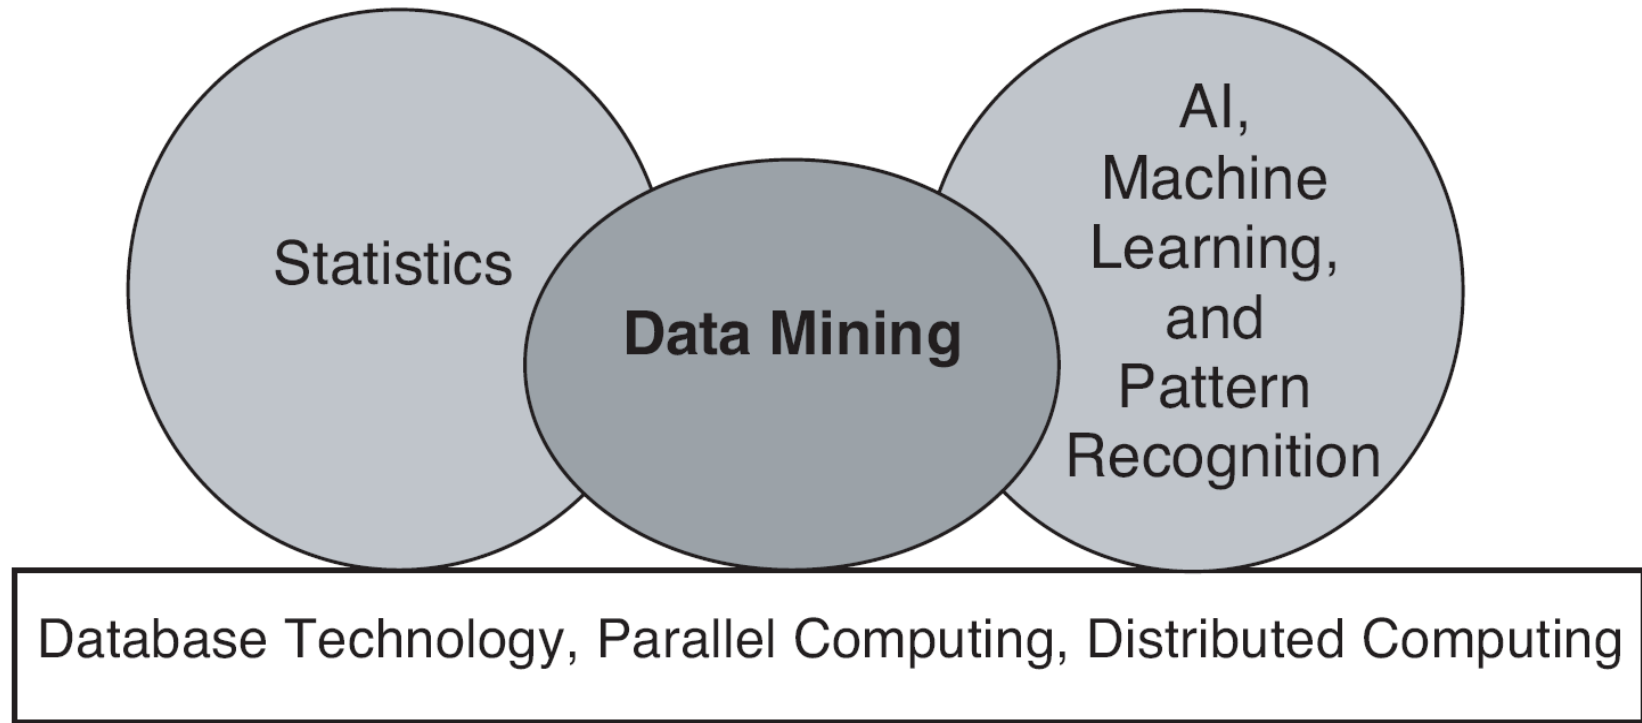 Statistics
Data Mining
AI,
Machine
Learning,
and
Pattern
Recognition
Database Technology, Parallel Computing, Distributed Computing